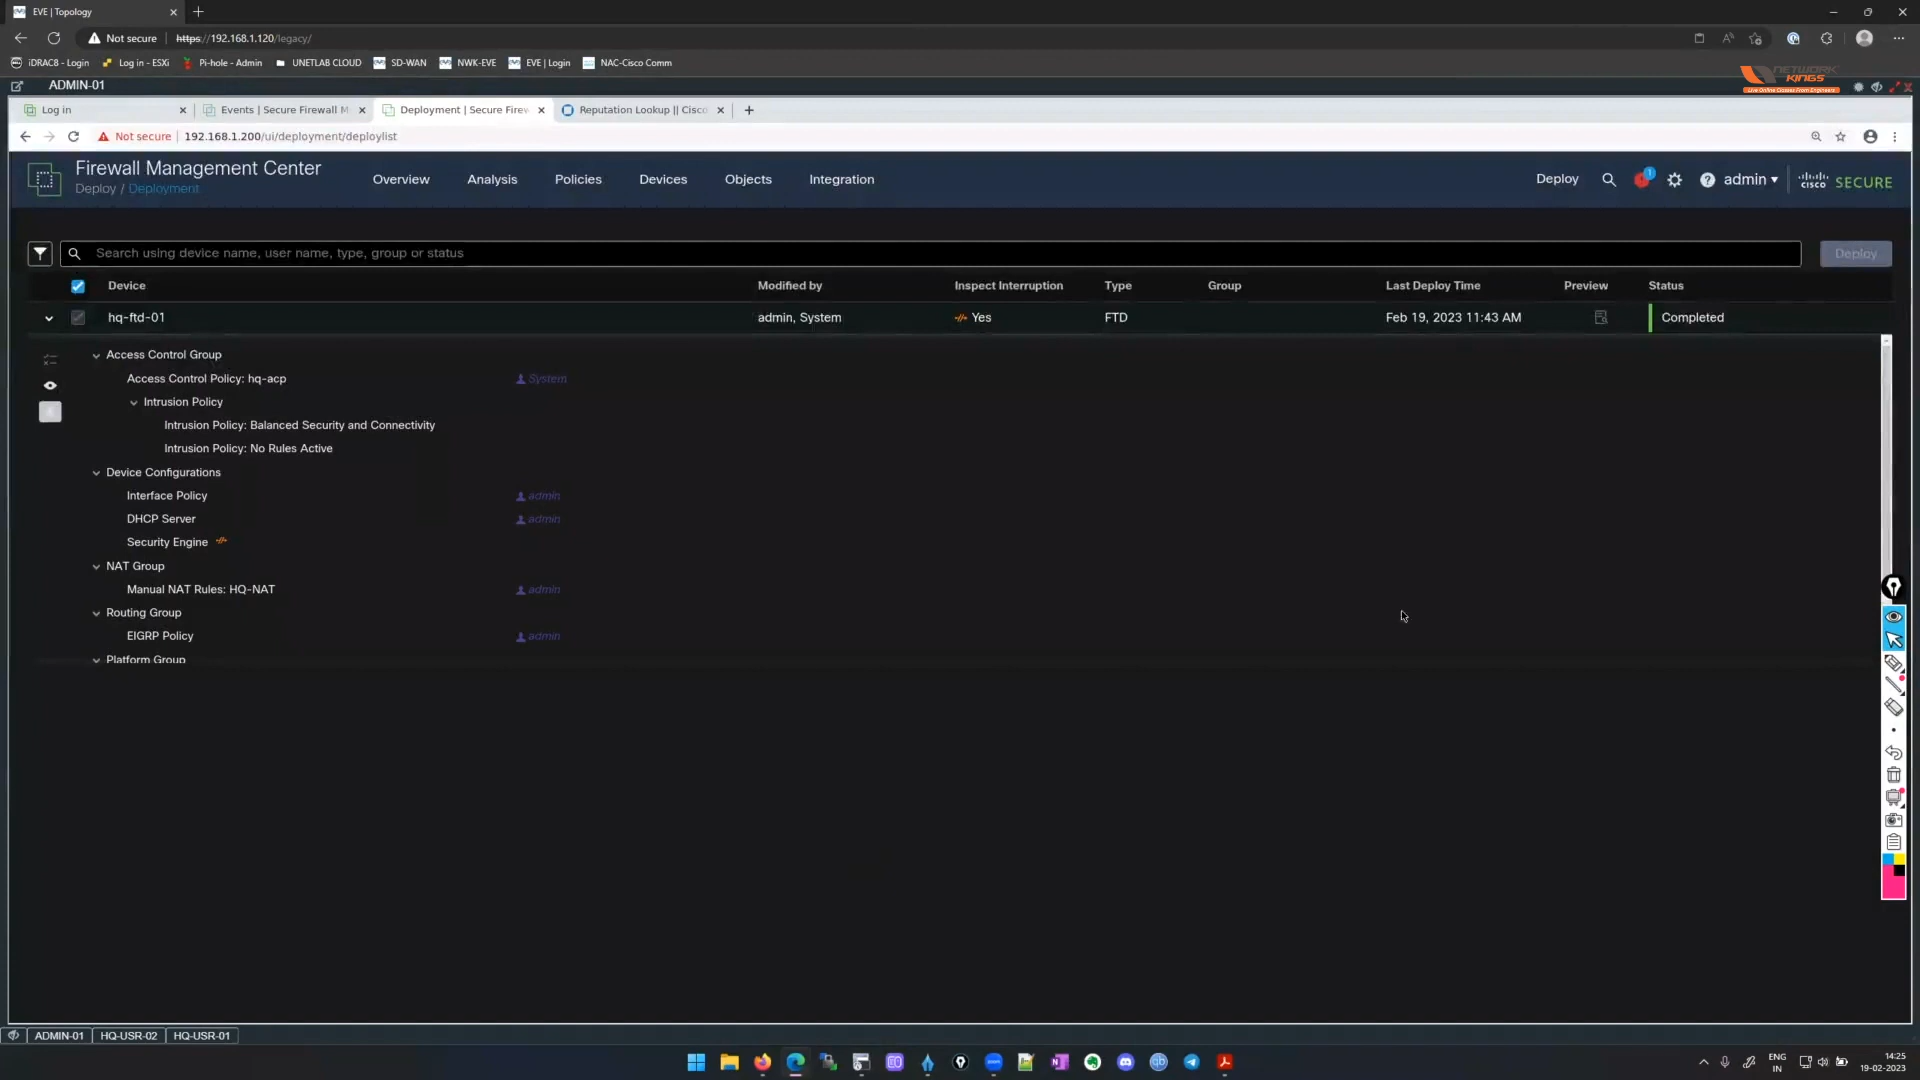 EVE | Topology
Not secure https://192.168.1.120/legacy/
iDRAC8 - Login Log in - ESXi Pi-hole - Admin UNETLAB CLOUD SD-WAN NWK-EVE EVE | Login NAC-Cisco Comm
ADMIN-01
NETWORK KINGS
Live Online Classes From Engineers
Log in Events | Secure Firewall M Deployment | Secure Firew Reputation Lookup || Cisco
Not secure 192.168.1.200/ui/deployment/deploylist
Firewall Management Center
Deploy / Deployment
Overview Analysis Policies Devices Objects Integration Deploy 1 admin cisco SECURE
Search using device name, user name, type, group or status Deploy
Device Modified by Inspect Interruption Type Group Last Deploy Time Preview Status
hq-ftd-01 admin, System Yes FTD Feb 19, 2023 11:43 AM Completed
Access Control Group
Access Control Policy: hq-acp System
Intrusion Policy
Intrusion Policy: Balanced Security and Connectivity
Intrusion Policy: No Rules Active
Device Configurations
Interface Policy admin
DHCP Server admin
Security Engine
NAT Group
Manual NAT Rules: HQ-NAT admin
Routing Group
EIGRP Policy admin
Platform Group
ADMIN-01 HQ-USR-02 HQ-USR-01
ENG
IN
14:25
19-02-2023